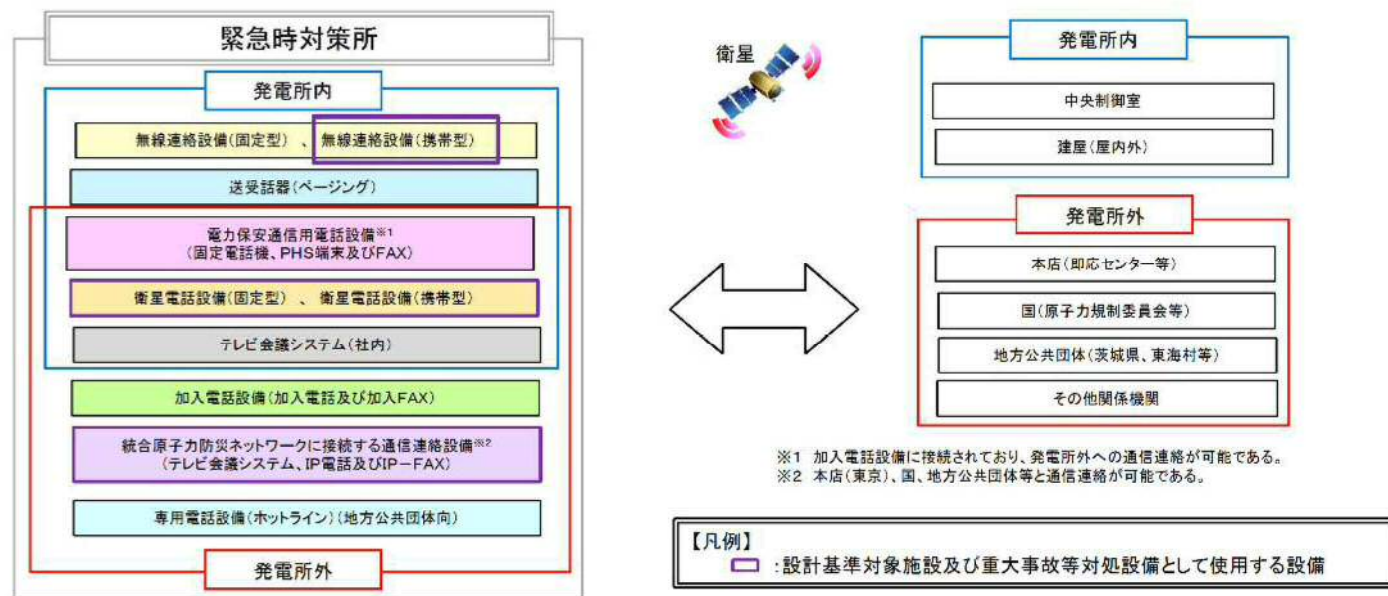 緊急時対策所
発電所内
無線連絡設備(固定型) 、 無線連絡設備(携帯型)
送受話器(ページング)
電力保安通信用電話設備※1
(固定電話機、PHS端末及びFAX)
衛星電話設備(固定型) 、 衛星電話設備(携帯型)
テレビ会議システム(社内)
加入電話設備(加入電話及び加入FAX)
統合原子力防災ネットワークに接続する通信連絡設備※2
(テレビ会議システム、IP電話及びIP-FAX)
専用電話設備(ホットライン)(地方公共団体向)
発電所外
衛星
発電所内
中央制御室
建屋(屋内外)
発電所外
本店(即応センター等)
国(原子力規制委員会等)
地方公共団体(茨城県、東海村等)
その他関係機関
※1 加入電話設備に接続されており、発電所外への通信連絡が可能である。
※2 本店(東京)、国、地方公共団体等と通信連絡が可能である。
【凡例】
:設計基準対象施設及び重大事故等対処設備として使用する設備